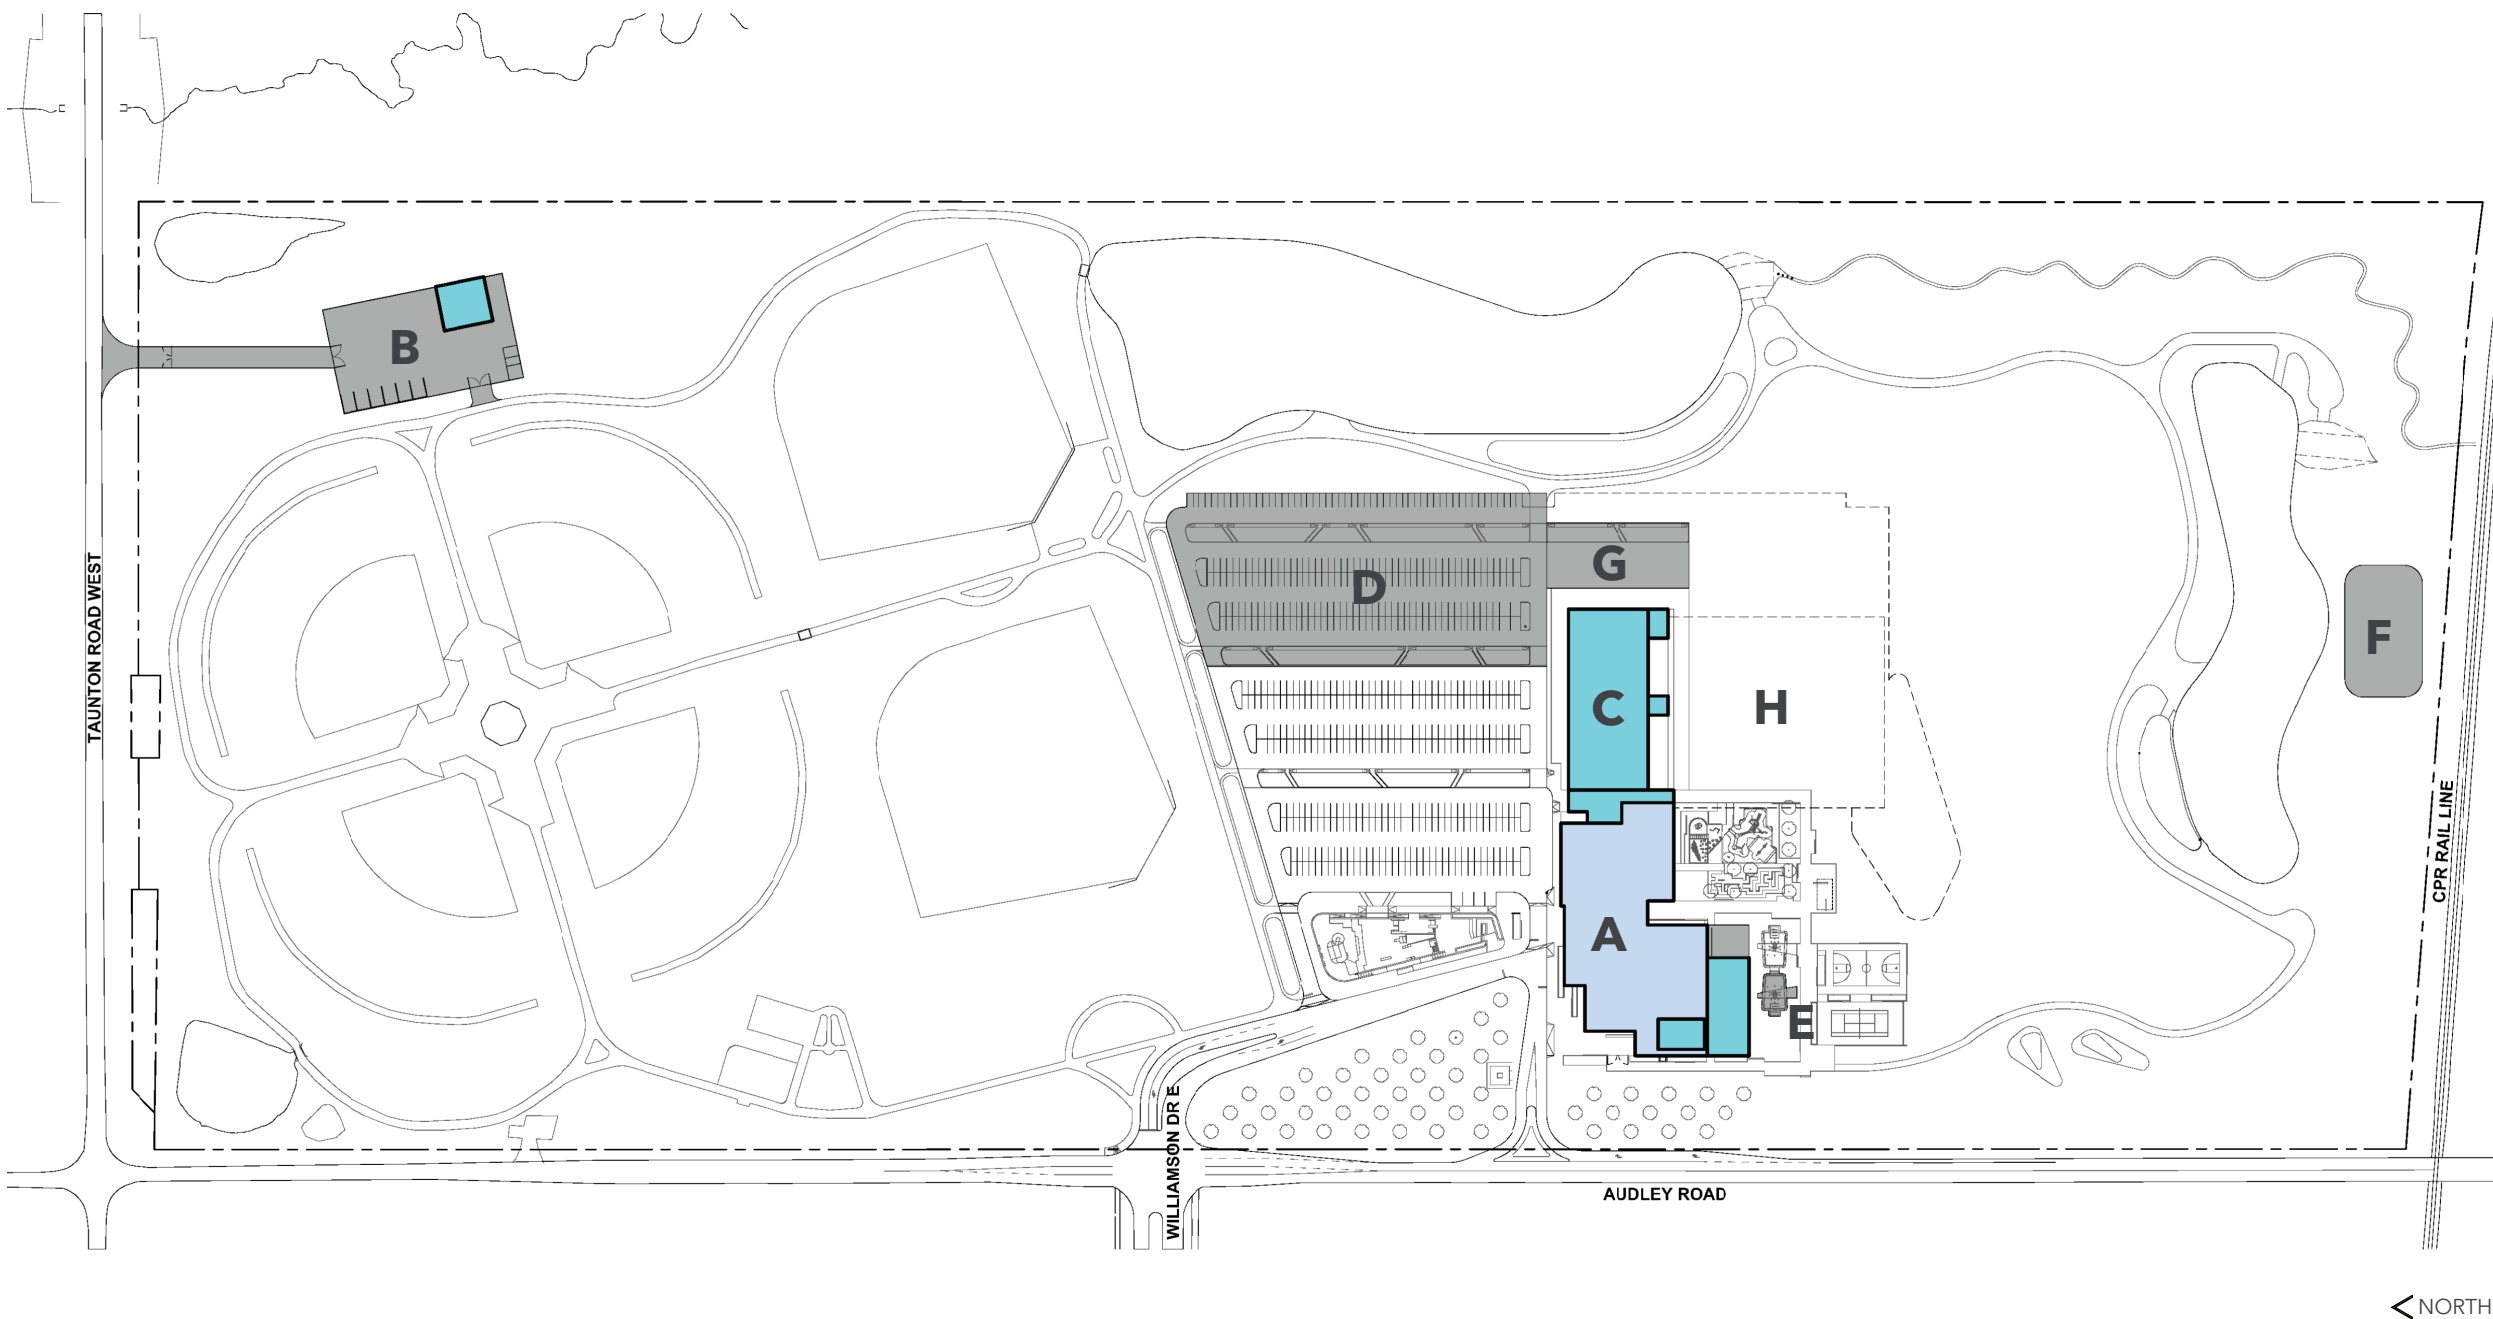 B
G
D
F
TAUNTON ROAD WEST
C
H
CPR RAIL LINE
A
E
WILLIAMSON DR E
AUDLEY ROAD
NORTH